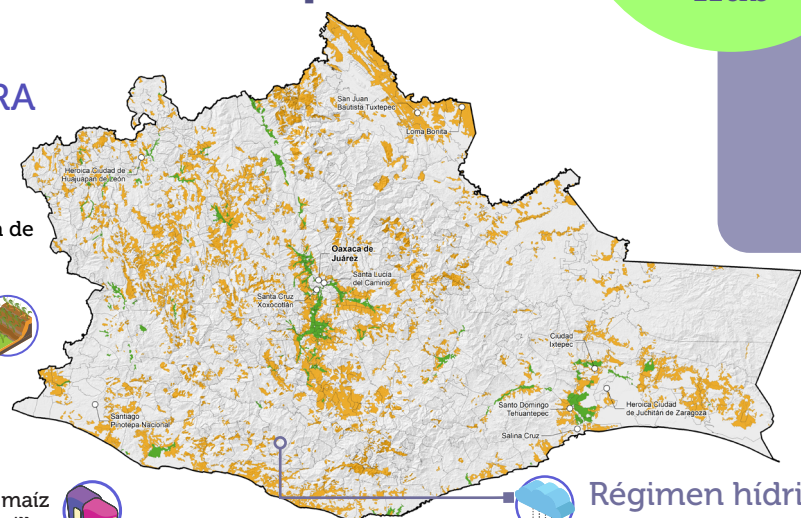 RA
San Juan
Bautista Tuxtepec
Loma Bonita
Heroica Ciudad de
Huajuapan de León
de
Oaxaca de
Juárez
Santa Lucia
del Camino
Santa Cruz
Xoxocotlán
Ciudad
Ixtepec
Santo Domingo
Tehuantepec
Heroica Ciudad
de Juchitán de Zaragoza
Santiago
Pinotepa Nacional
Salina Cruz
maíz
Régimen hídri